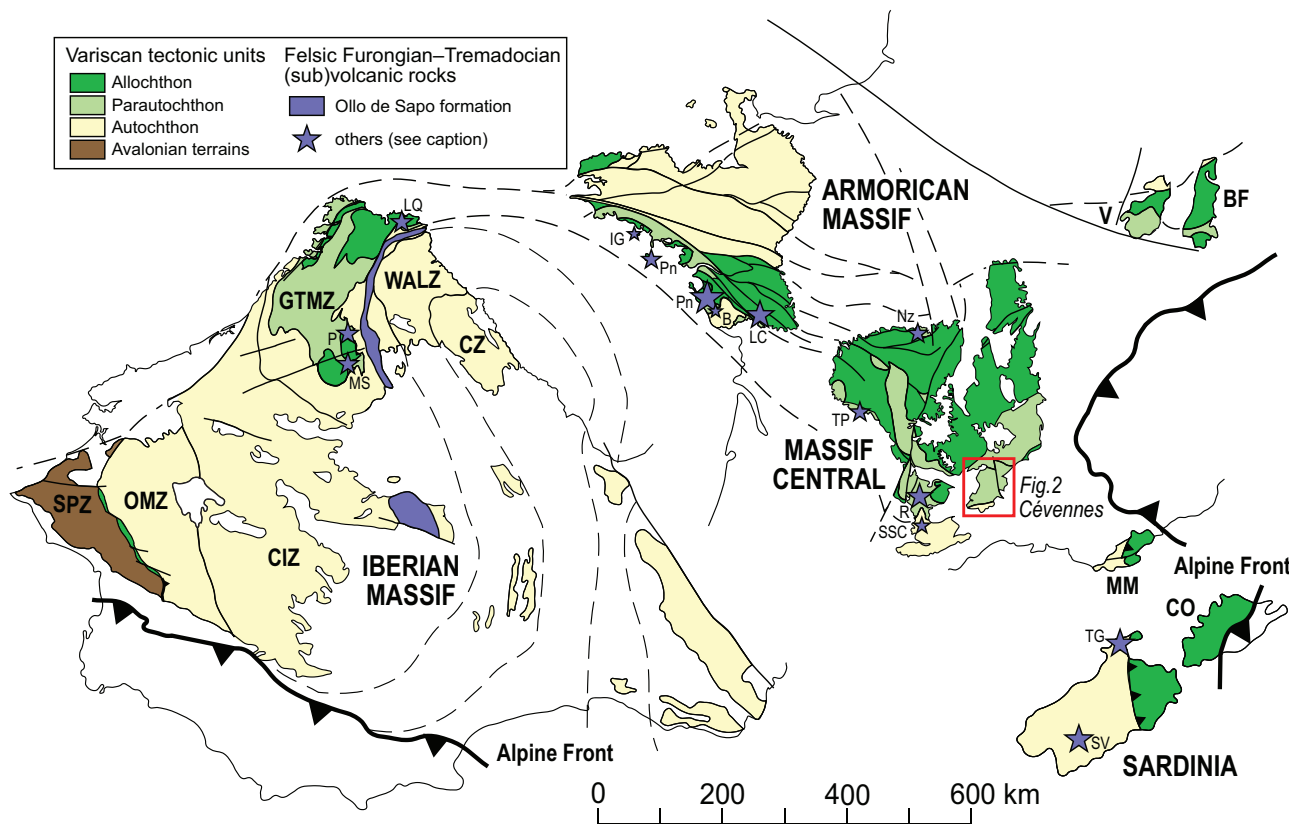 Variscan tectonic units
Allochthon
Parautochthon
Autochthon
Avalonian terrains
Felsic Furongian–Tremadocian
(sub)volcanic rocks
Ollo de Sapo formation
others (see caption)
ARMORICAN
MASSIF
V
BF
LQ
IG
Pn
GTMZ
WALZ
Pn
B
LC
Nz
P
CZ
MS
TP
MASSIF
CENTRAL
Fig.2
Cévennes
R
SSC
SPZ
OMZ
CIZ
IBERIAN
MASSIF
MM
Alpine Front
CO
TG
SV
SARDINIA
Alpine Front
0 200 400 600 km